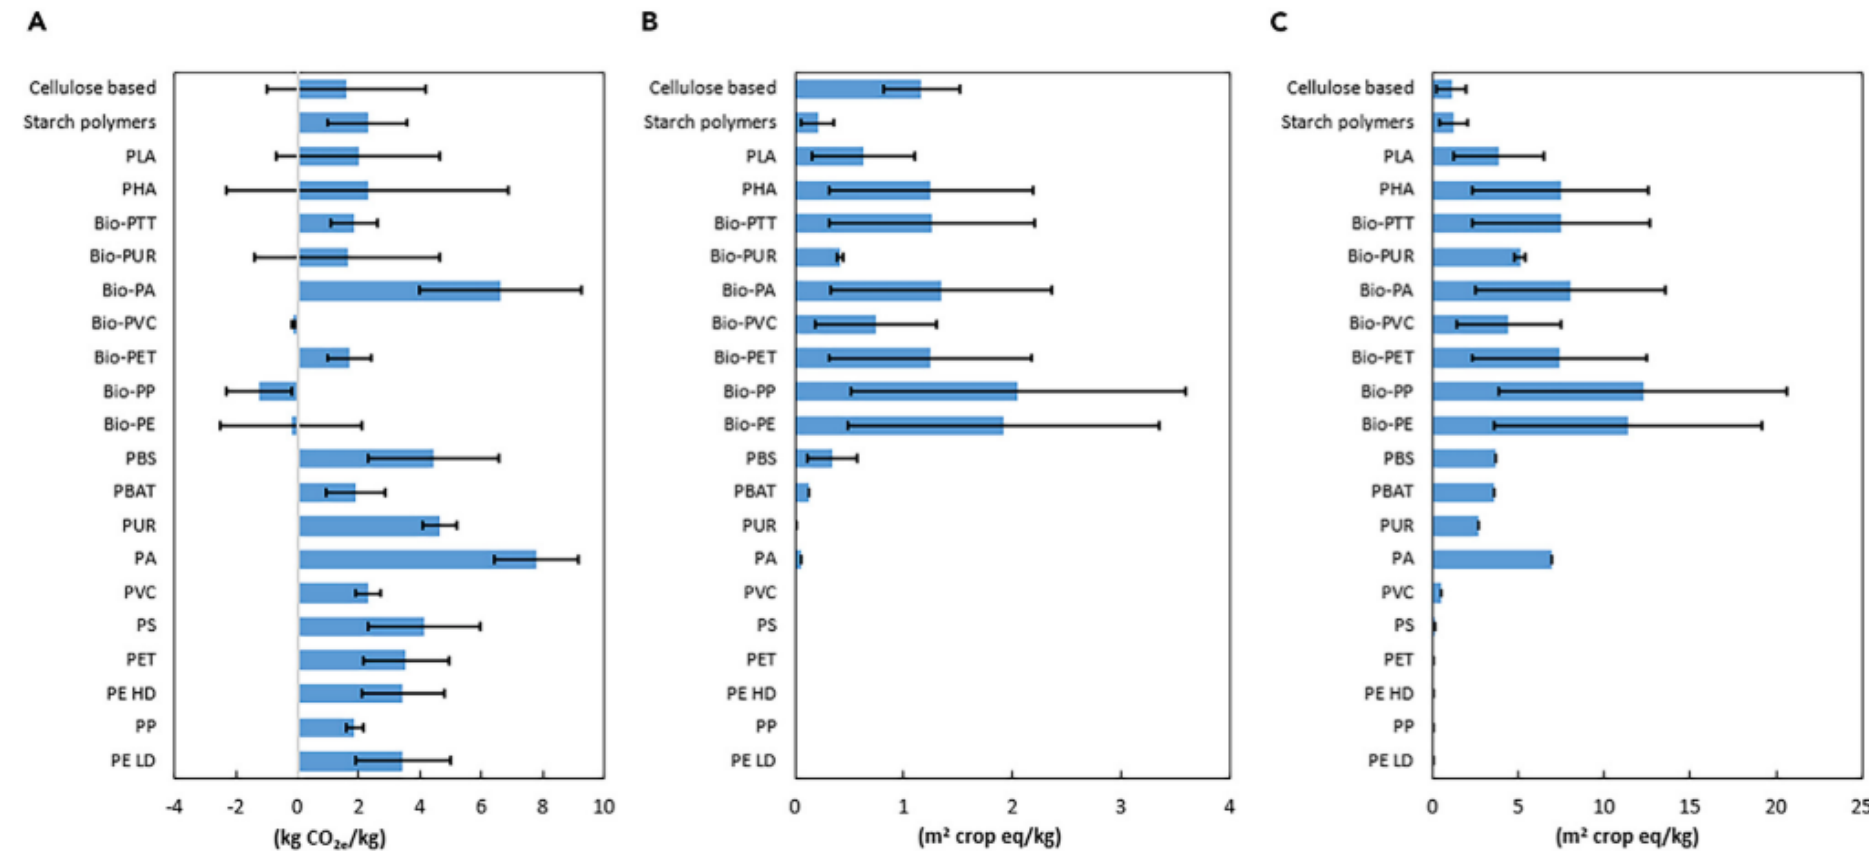 A
Cellulose based
Starch polymers
PLA
PHA
Bio-PTT
Bio-PUR
Bio-PA
Bio-PVC
Bio-PET
Bio-PP
Bio-PE
PBS
PBAT
PUR
PA
PVC
PS
PET
PE HD
PP
PE LD
-4 -2 0 2 4 6 8 10
(kg CO₂ₑ/kg)
B
Cellulose based
Starch polymers
PLA
PHA
Bio-PTT
Bio-PUR
Bio-PA
Bio-PVC
Bio-PET
Bio-PP
Bio-PE
PBS
PBAT
PUR
PA
PVC
PS
PET
PE HD
PP
PE LD
0 1 2 3 4
(m² crop eq/kg)
C
Cellulose based
Starch polymers
PLA
PHA
Bio-PTT
Bio-PUR
Bio-PA
Bio-PVC
Bio-PET
Bio-PP
Bio-PE
PBS
PBAT
PUR
PA
PVC
PS
PET
PE HD
PP
PE LD
0 5 10 15 20 25
(m² crop eq/kg)